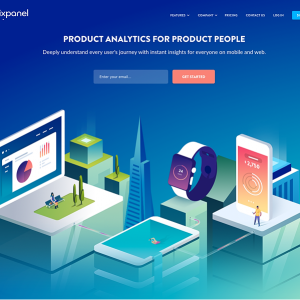 ixpanel
FEATURES
COMPANY
PRICING
CONTACT US
LOG IN
PRODUCT ANALYTICS FOR PRODUCT PEOPLE
Deeply understand every user's journey with instant insights for everyone on mobile and web.
Enter your email...
GET STARTED